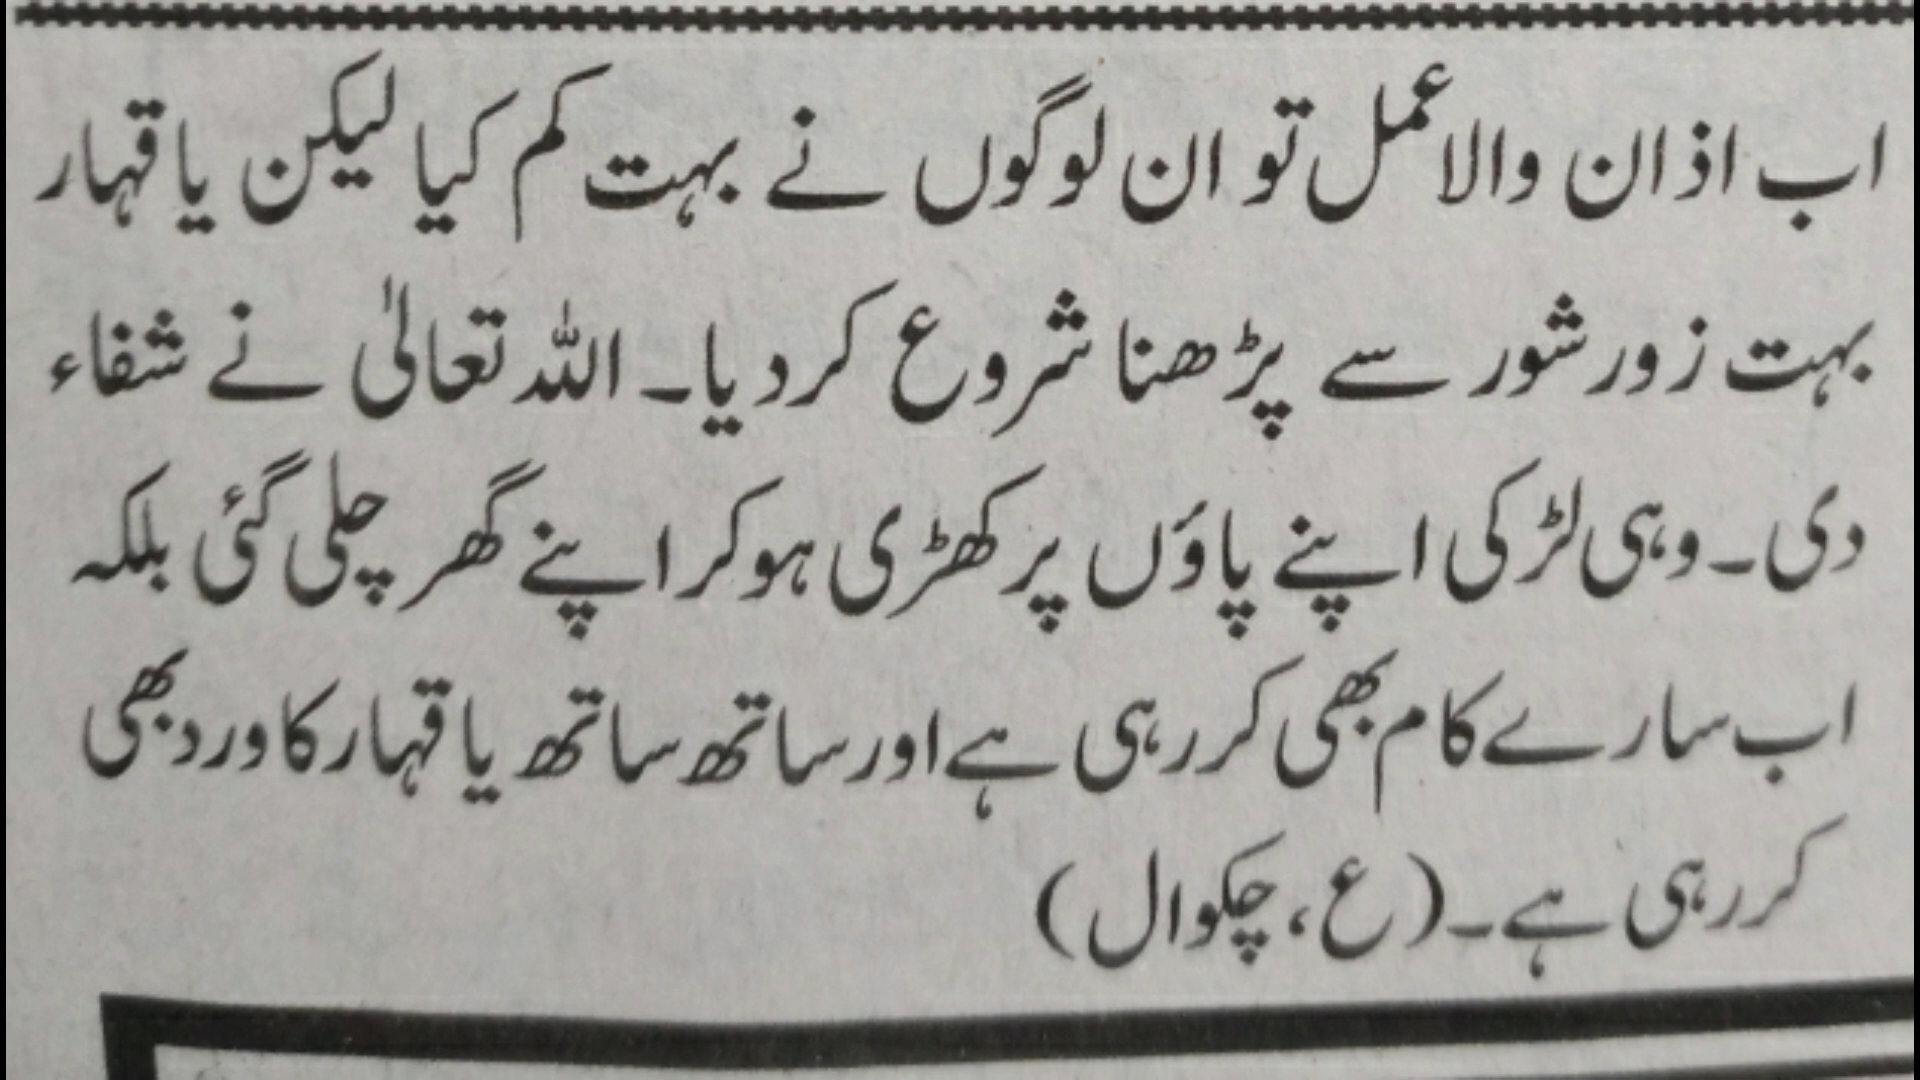 اب اذان والا عمل تو ان لوگوں نے بہت کم کیا لیکن یا قہار
بہت زور شور سے پڑھنا شروع کر دیا۔ اللہ تعالیٰ نے شفاء
دی۔ وہی لڑکی اپنے پاؤں پر کھڑی ہو کر اپنے گھر چلی گئی بلکہ
اب سارے کام بھی کر رہی ہے اور ساتھ ساتھ یا قہار کا ورد بھی
کر رہی ہے۔ (ع، چکوال)